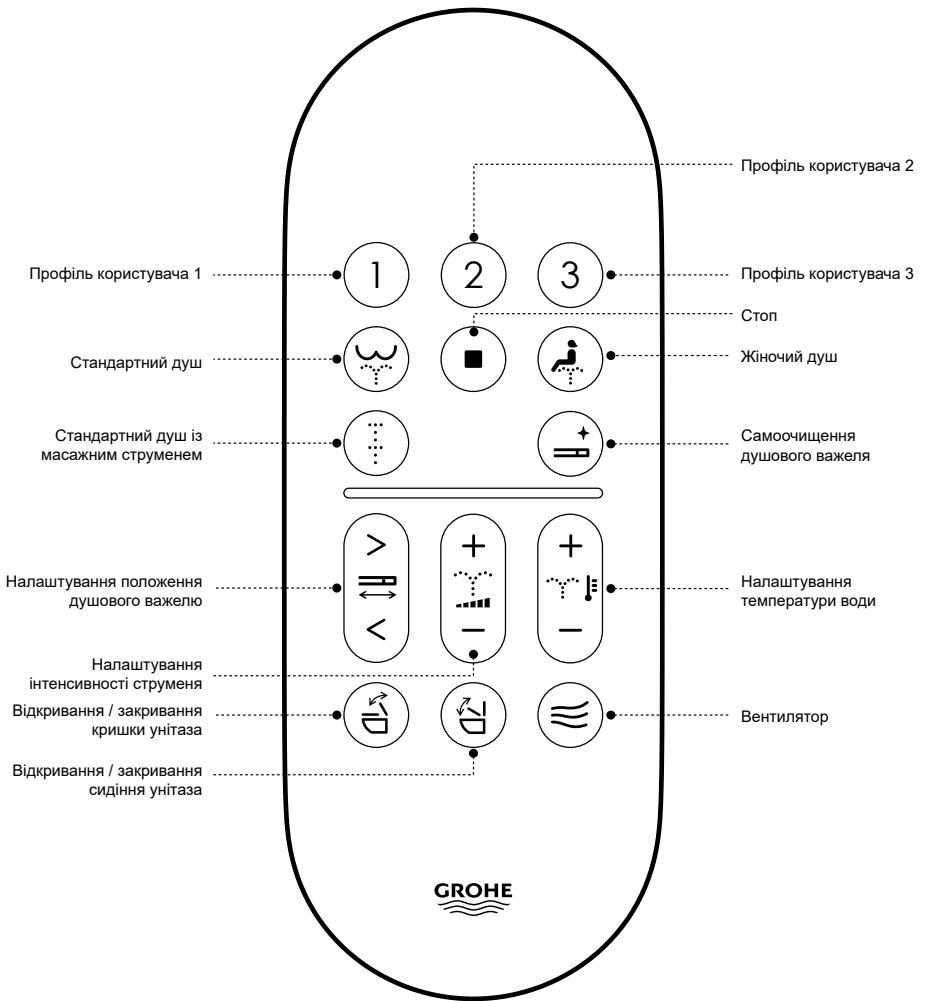 Профіль користувача 2
Профіль користувача 1
1
2
3
Профіль користувача 3
Стоп
Стандартний душ
Жіночий душ
Стандартний душ із
масажним струменем
Самоочищення
душового важеля
Налаштування положення
душового важелю
Налаштування
температури води
Налаштування
інтенсивності струменя
Відкривання / закривання
кришки унітаза
Вентилятор
Відкривання / закривання
сидіння унітаза
GROHE